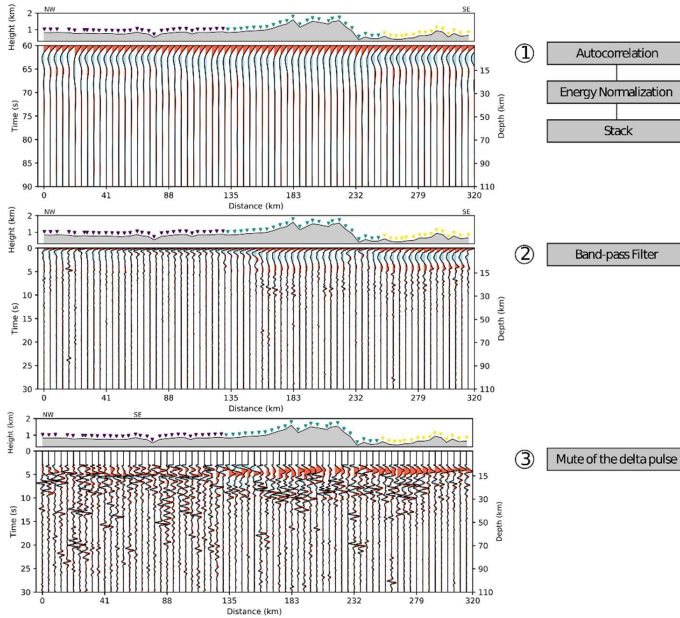 NW SE
Height (km)
2
1
0
60
65
70
75
80
85
90
Time (s)
15
30
50
70
90
110
Depth (km)
0 41 88 135 183 232 279 320
Distance (km)
① Autocorrelation
Energy Normalization
Stack
NW SE
Height (km)
2
1
0
5
10
15
20
25
30
Time (s)
15
30
50
70
90
110
Depth (km)
0 41 88 135 183 232 279 320
Distance (km)
② Band-pass Filter
NW SE
Height (km)
2
1
0
5
10
15
20
25
30
Time (s)
15
30
50
70
90
110
Depth (km)
0 41 88 135 183 232 279 320
Distance (km)
③ Mute of the delta pulse